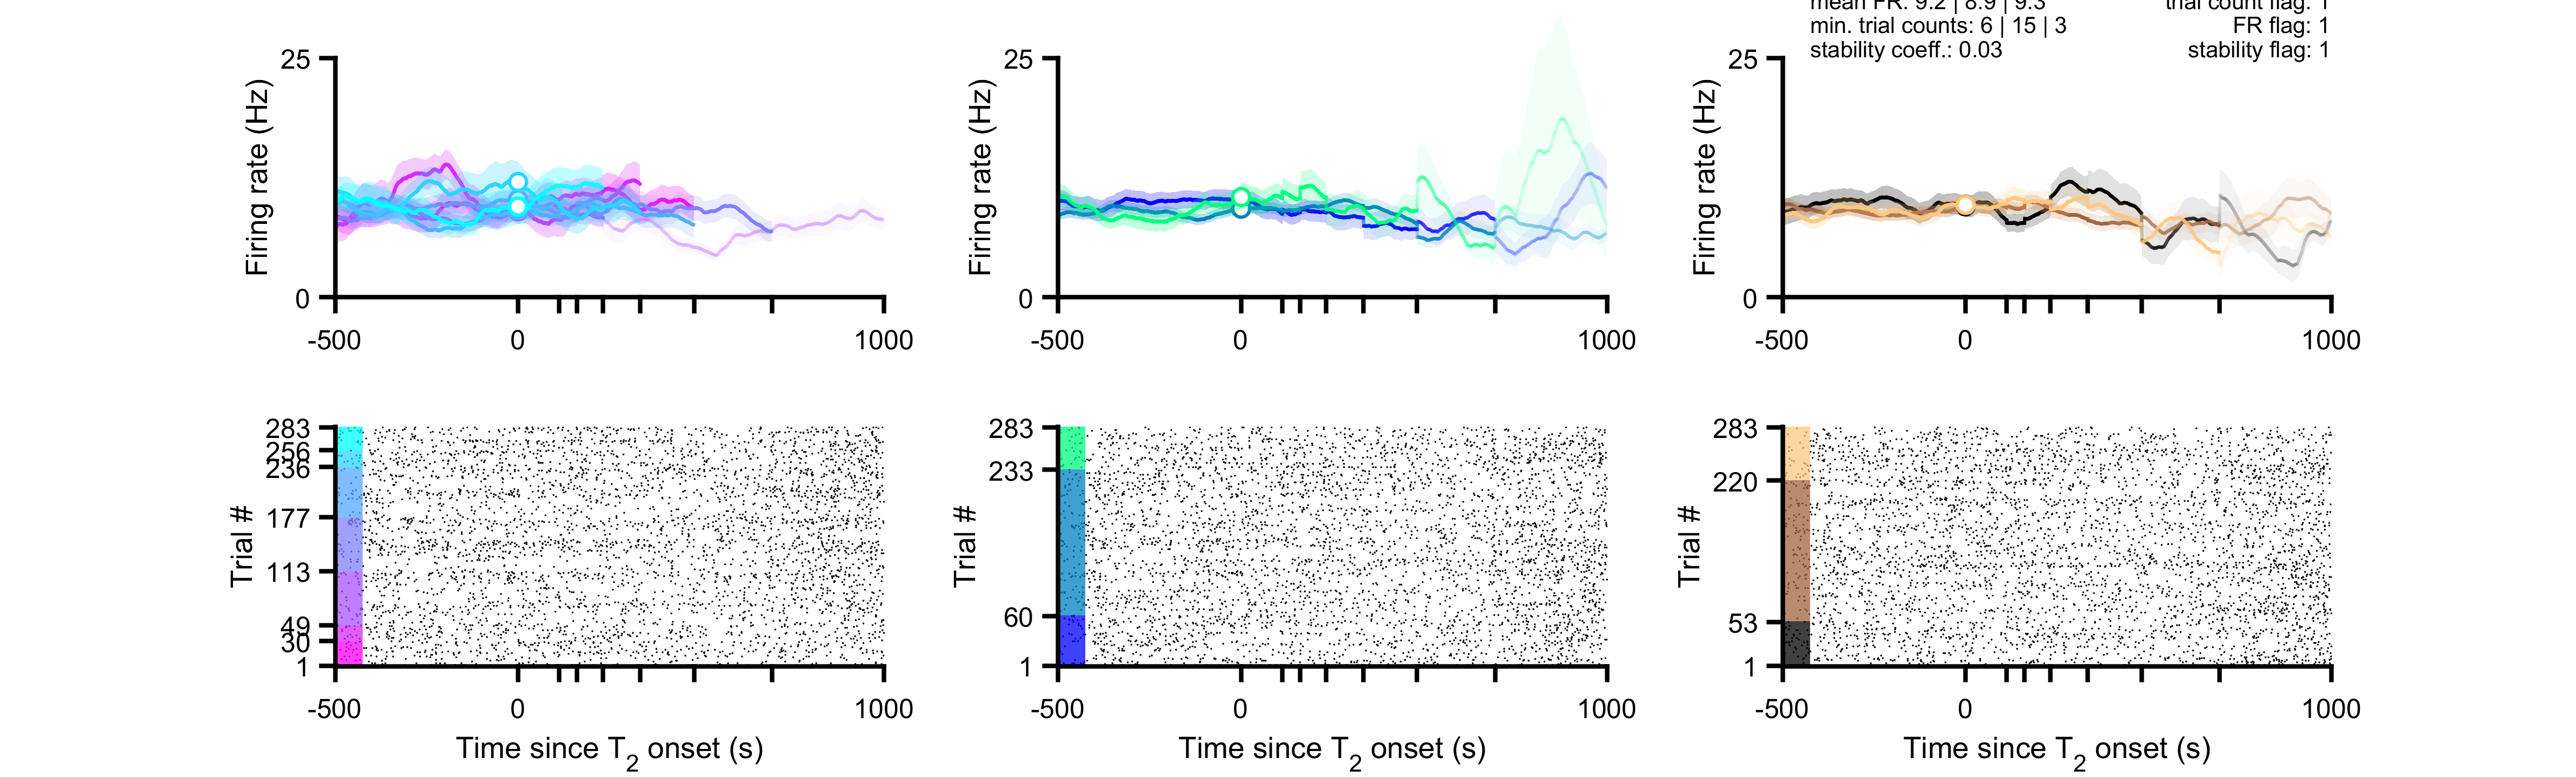 mean FR: 9.2 | 8.9 | 9.3
trial count flag: 1
min. trial counts: 6 | 15 | 3
FR flag: 1
stability coeff.: 0.03
stability flag: 1
25
Firing rate (Hz)
0
-500
0
1000
25
Firing rate (Hz)
0
-500
0
1000
25
Firing rate (Hz)
0
-500
0
1000
283
256
236
177
113
49
30
1
Trial #
-500
0
1000
Time since T2 onset (s)
283
233
60
1
Trial #
-500
0
1000
Time since T2 onset (s)
283
220
53
1
Trial #
-500
0
1000
Time since T2 onset (s)